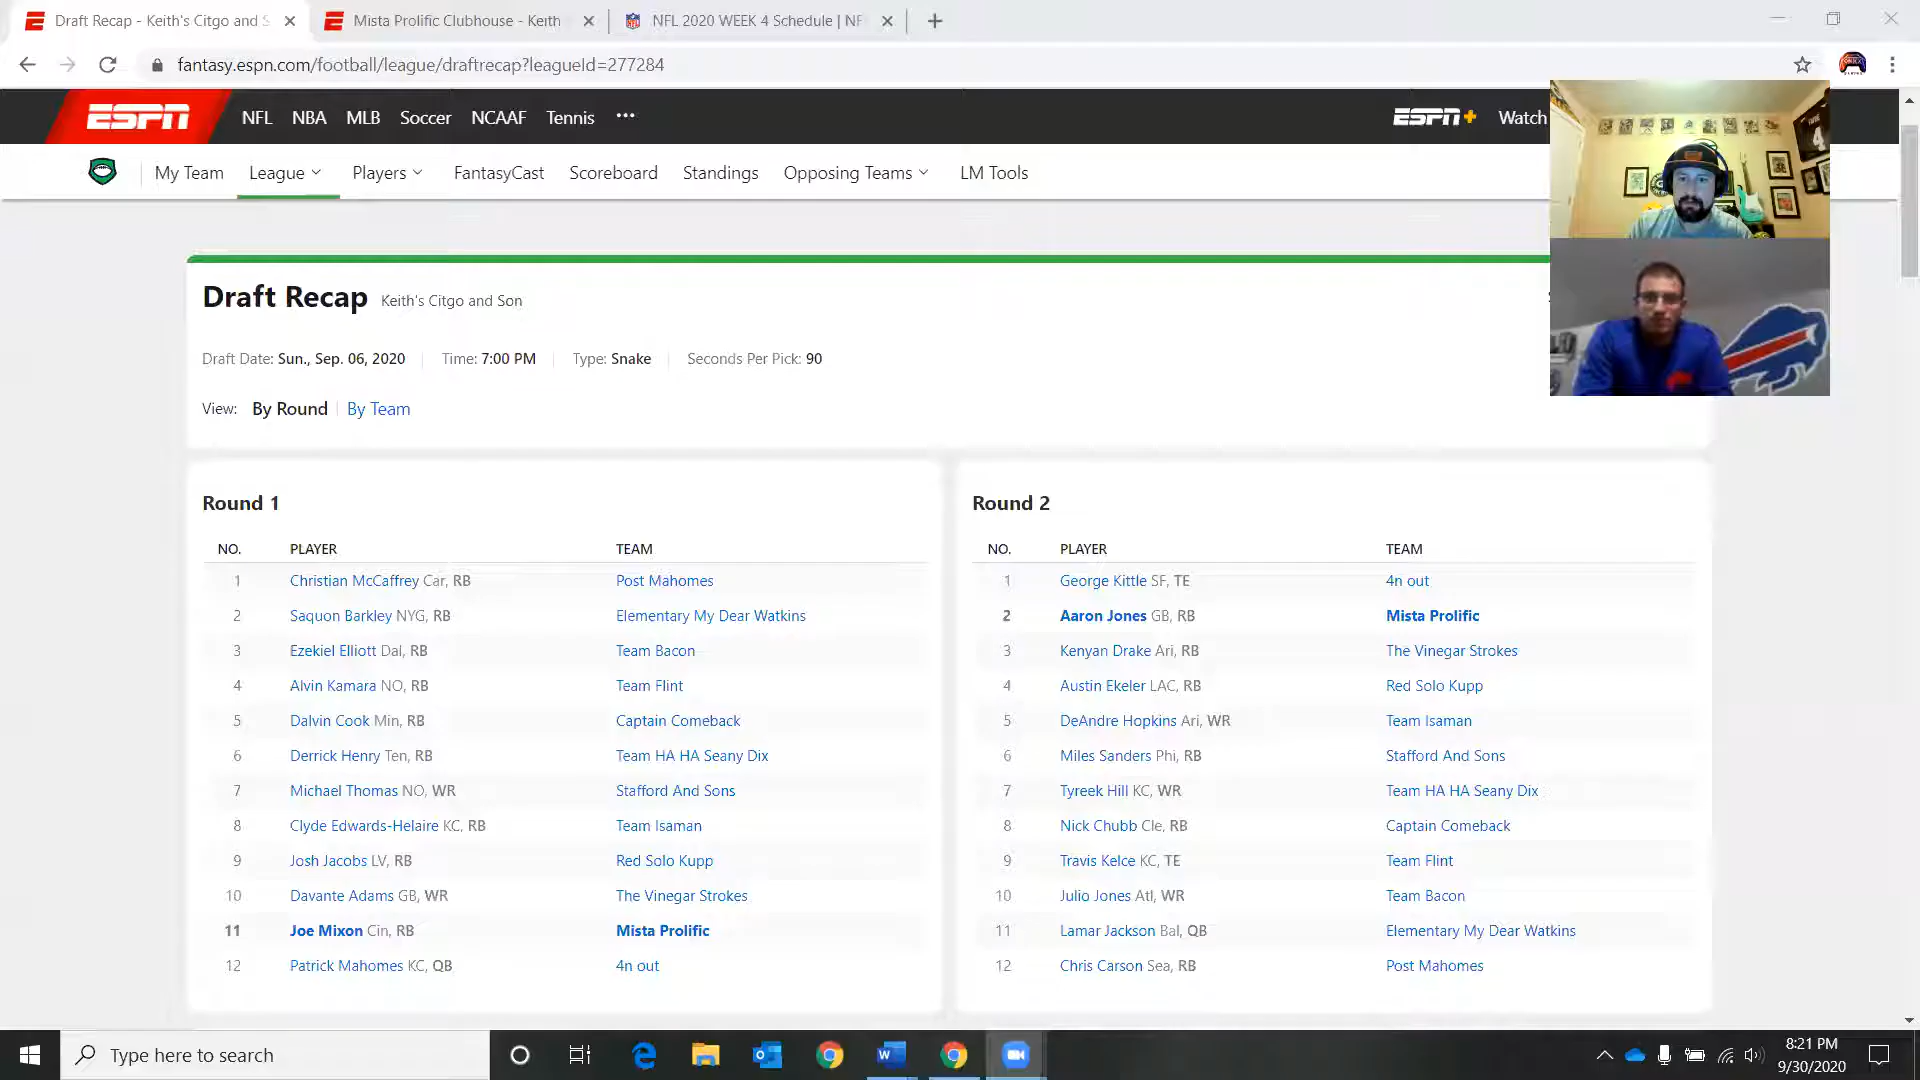 Draft Recap - Keith's Citgo and S
Mista Prolific Clubhouse - Keith
NFL 2020 WEEK 4 Schedule | NF
fantasy.espn.com/football/league/draftrecap?leagueId=277284
ESPN NFL NBA MLB Soccer NCAAF Tennis ··· ESPN+ Watch
My Team League Players FantasyCast Scoreboard Standings Opposing Teams LM Tools
Draft Recap Keith's Citgo and Son
Draft Date: Sun., Sep. 06, 2020 Time: 7:00 PM Type: Snake Seconds Per Pick: 90
View: By Round By Team
Round 1
NO. PLAYER TEAM
1 Christian McCaffrey Car, RB Post Mahomes
2 Saquon Barkley NYG, RB Elementary My Dear Watkins
3 Ezekiel Elliott Dal, RB Team Bacon
4 Alvin Kamara NO, RB Team Flint
5 Dalvin Cook Min, RB Captain Comeback
6 Derrick Henry Ten, RB Team HA HA Seany Dix
7 Michael Thomas NO, WR Stafford And Sons
8 Clyde Edwards-Helaire KC, RB Team Isaman
9 Josh Jacobs LV, RB Red Solo Kupp
10 Davante Adams GB, WR The Vinegar Strokes
11 Joe Mixon Cin, RB Mista Prolific
12 Patrick Mahomes KC, QB 4n out
Round 2
NO. PLAYER TEAM
1 George Kittle SF, TE 4n out
2 Aaron Jones GB, RB Mista Prolific
3 Kenyan Drake Ari, RB The Vinegar Strokes
4 Austin Ekeler LAC, RB Red Solo Kupp
5 DeAndre Hopkins Ari, WR Team Isaman
6 Miles Sanders Phi, RB Stafford And Sons
7 Tyreek Hill KC, WR Team HA HA Seany Dix
8 Nick Chubb Cle, RB Captain Comeback
9 Travis Kelce KC, TE Team Flint
10 Julio Jones Atl, WR Team Bacon
11 Lamar Jackson Bal, QB Elementary My Dear Watkins
12 Chris Carson Sea, RB Post Mahomes
Type here to search
8:21 PM
9/30/2020